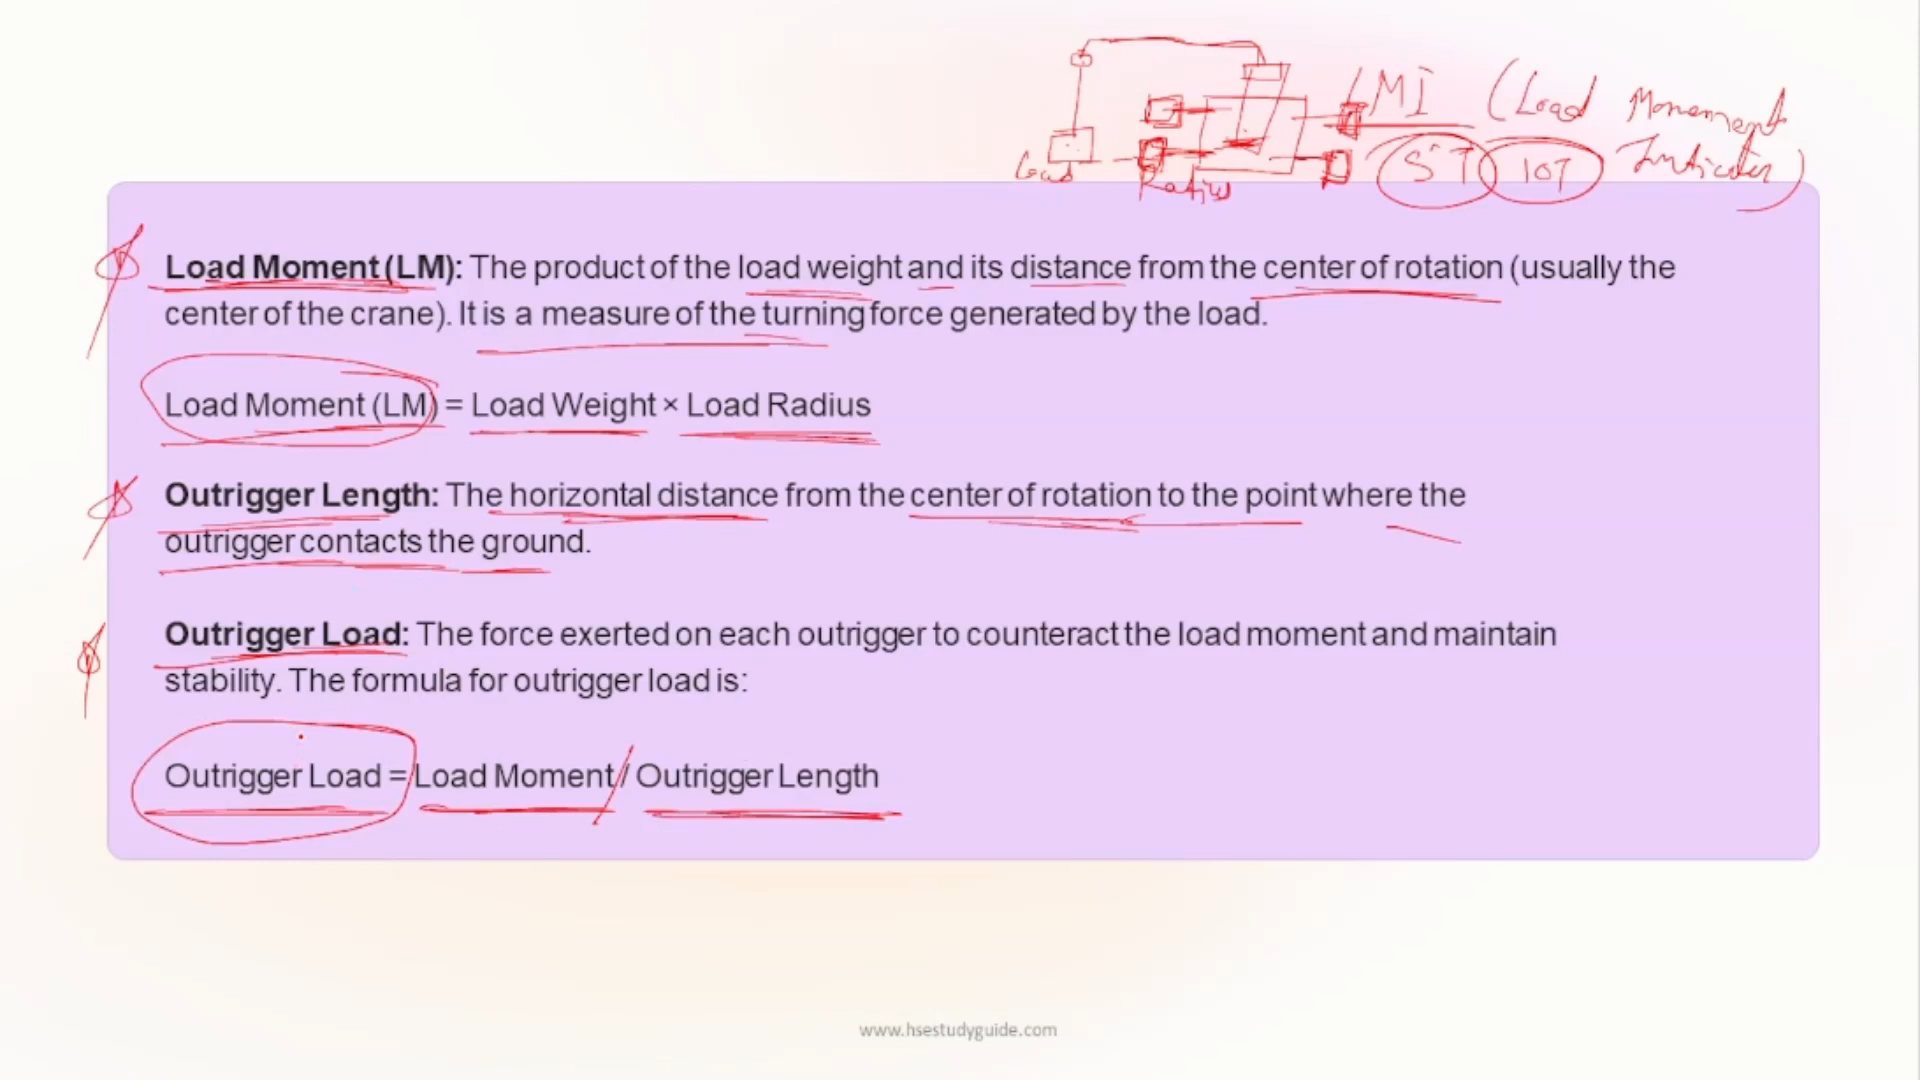 LMI (Load Movement
5T 10T Indicator)
Load Radius
Load Moment (LM): The product of the load weight and its distance from the center of rotation (usually the
center of the crane). It is a measure of the turning force generated by the load.
Load Moment (LM) = Load Weight × Load Radius
Outrigger Length: The horizontal distance from the center of rotation to the point where the
outrigger contacts the ground.
Outrigger Load: The force exerted on each outrigger to counteract the load moment and maintain
stability. The formula for outrigger load is:
Outrigger Load = Load Moment / Outrigger Length
www.hsestudyguide.com